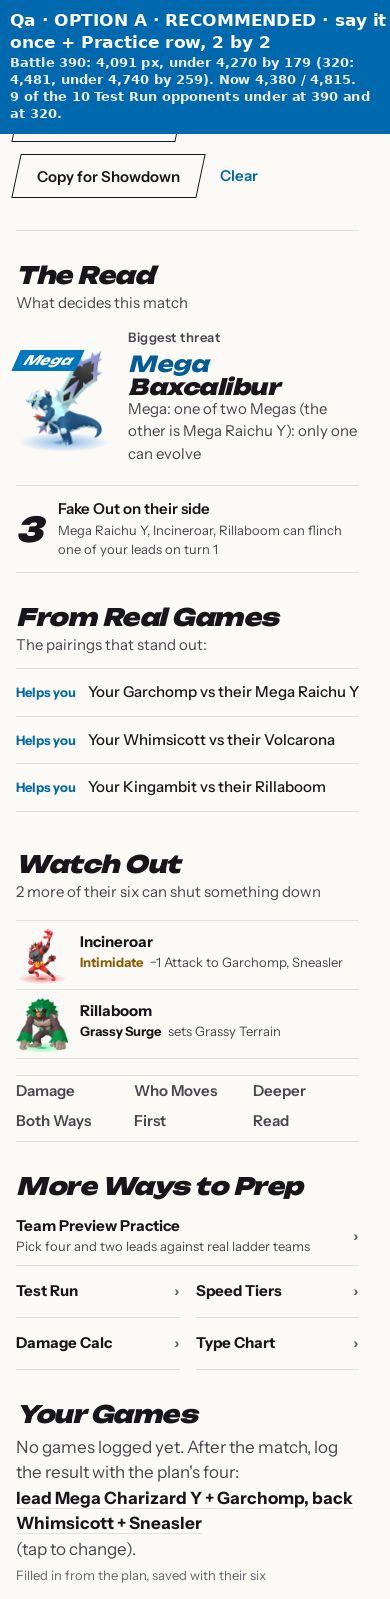 Qa · OPTION A · RECOMMENDED · say it
once + Practice row, 2 by 2
Battle 390: 4,091 px, under 4,270 by 179 (320:
4,481, under 4,740 by 259). Now 4,380 / 4,815.
9 of the 10 Test Run opponents under at 390 and
at 320.
Copy for Showdown
Clear
The Read
What decides this match
Mega
Biggest threat
Mega
Baxcalibur
Mega: one of two Megas (the
other is Mega Raichu Y): only one
can evolve
3
Fake Out on their side
Mega Raichu Y, Incineroar, Rillaboom can flinch
one of your leads on turn 1
From Real Games
The pairings that stand out:
Helps you Your Garchomp vs their Mega Raichu Y
Helps you Your Whimsicott vs their Volcarona
Helps you Your Kingambit vs their Rillaboom
Watch Out
2 more of their six can shut something down
Incineroar
Intimidate −1 Attack to Garchomp, Sneasler
Rillaboom
Grassy Surge sets Grassy Terrain
Damage
Both Ways
Who Moves
First
Deeper
Read
More Ways to Prep
Team Preview Practice
Pick four and two leads against real ladder teams
›
Test Run ›
Speed Tiers ›
Damage Calc ›
Type Chart ›
Your Games
No games logged yet. After the match, log
the result with the plan's four:
lead Mega Charizard Y + Garchomp, back
Whimsicott + Sneasler
(tap to change).
Filled in from the plan, saved with their six